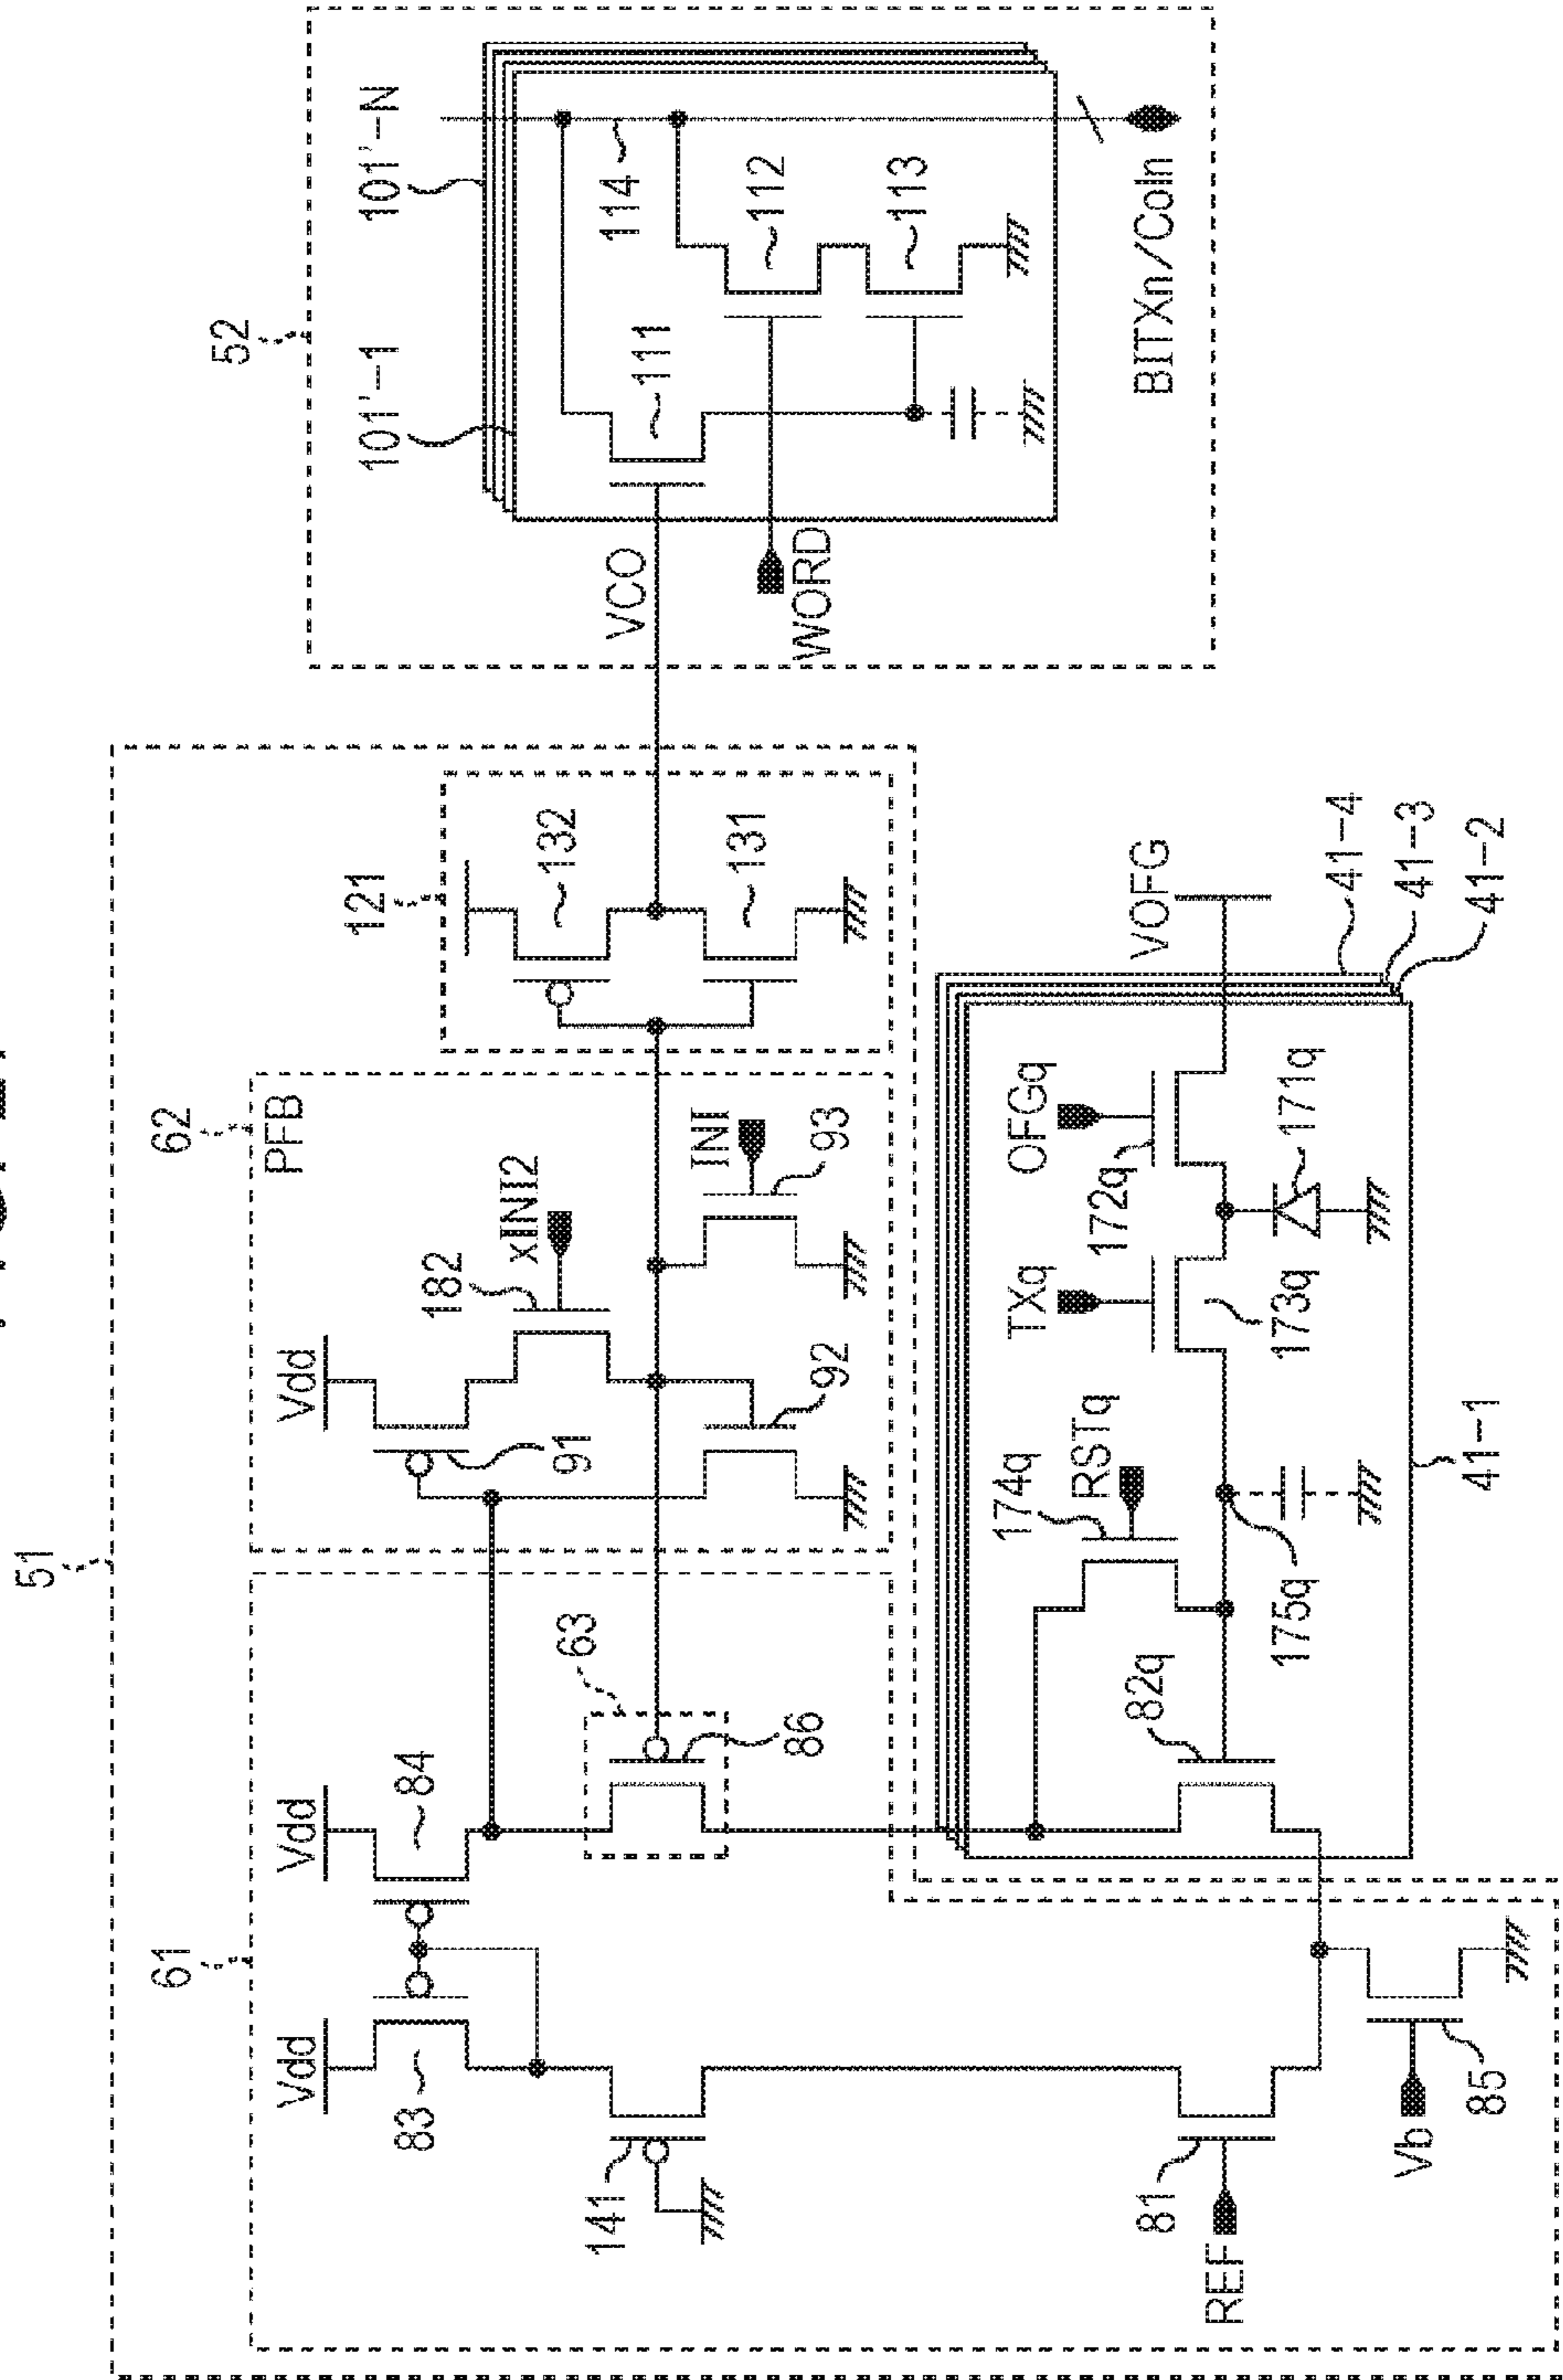 51
61
62
52
Vdd
Vdd
83
84
63
86
141
81
REF
Vb
85
PFB
Vdd
91
182
xINI2
92
INI
93
121
132
131
VCO
101'-1
101'-N
111
114
112
113
WORD
BITXn/Coln
174q
RSTq
82q
175q
TXq
173q
172q
OFGq
171q
VOFG
41-4
41-3
41-2
41-1